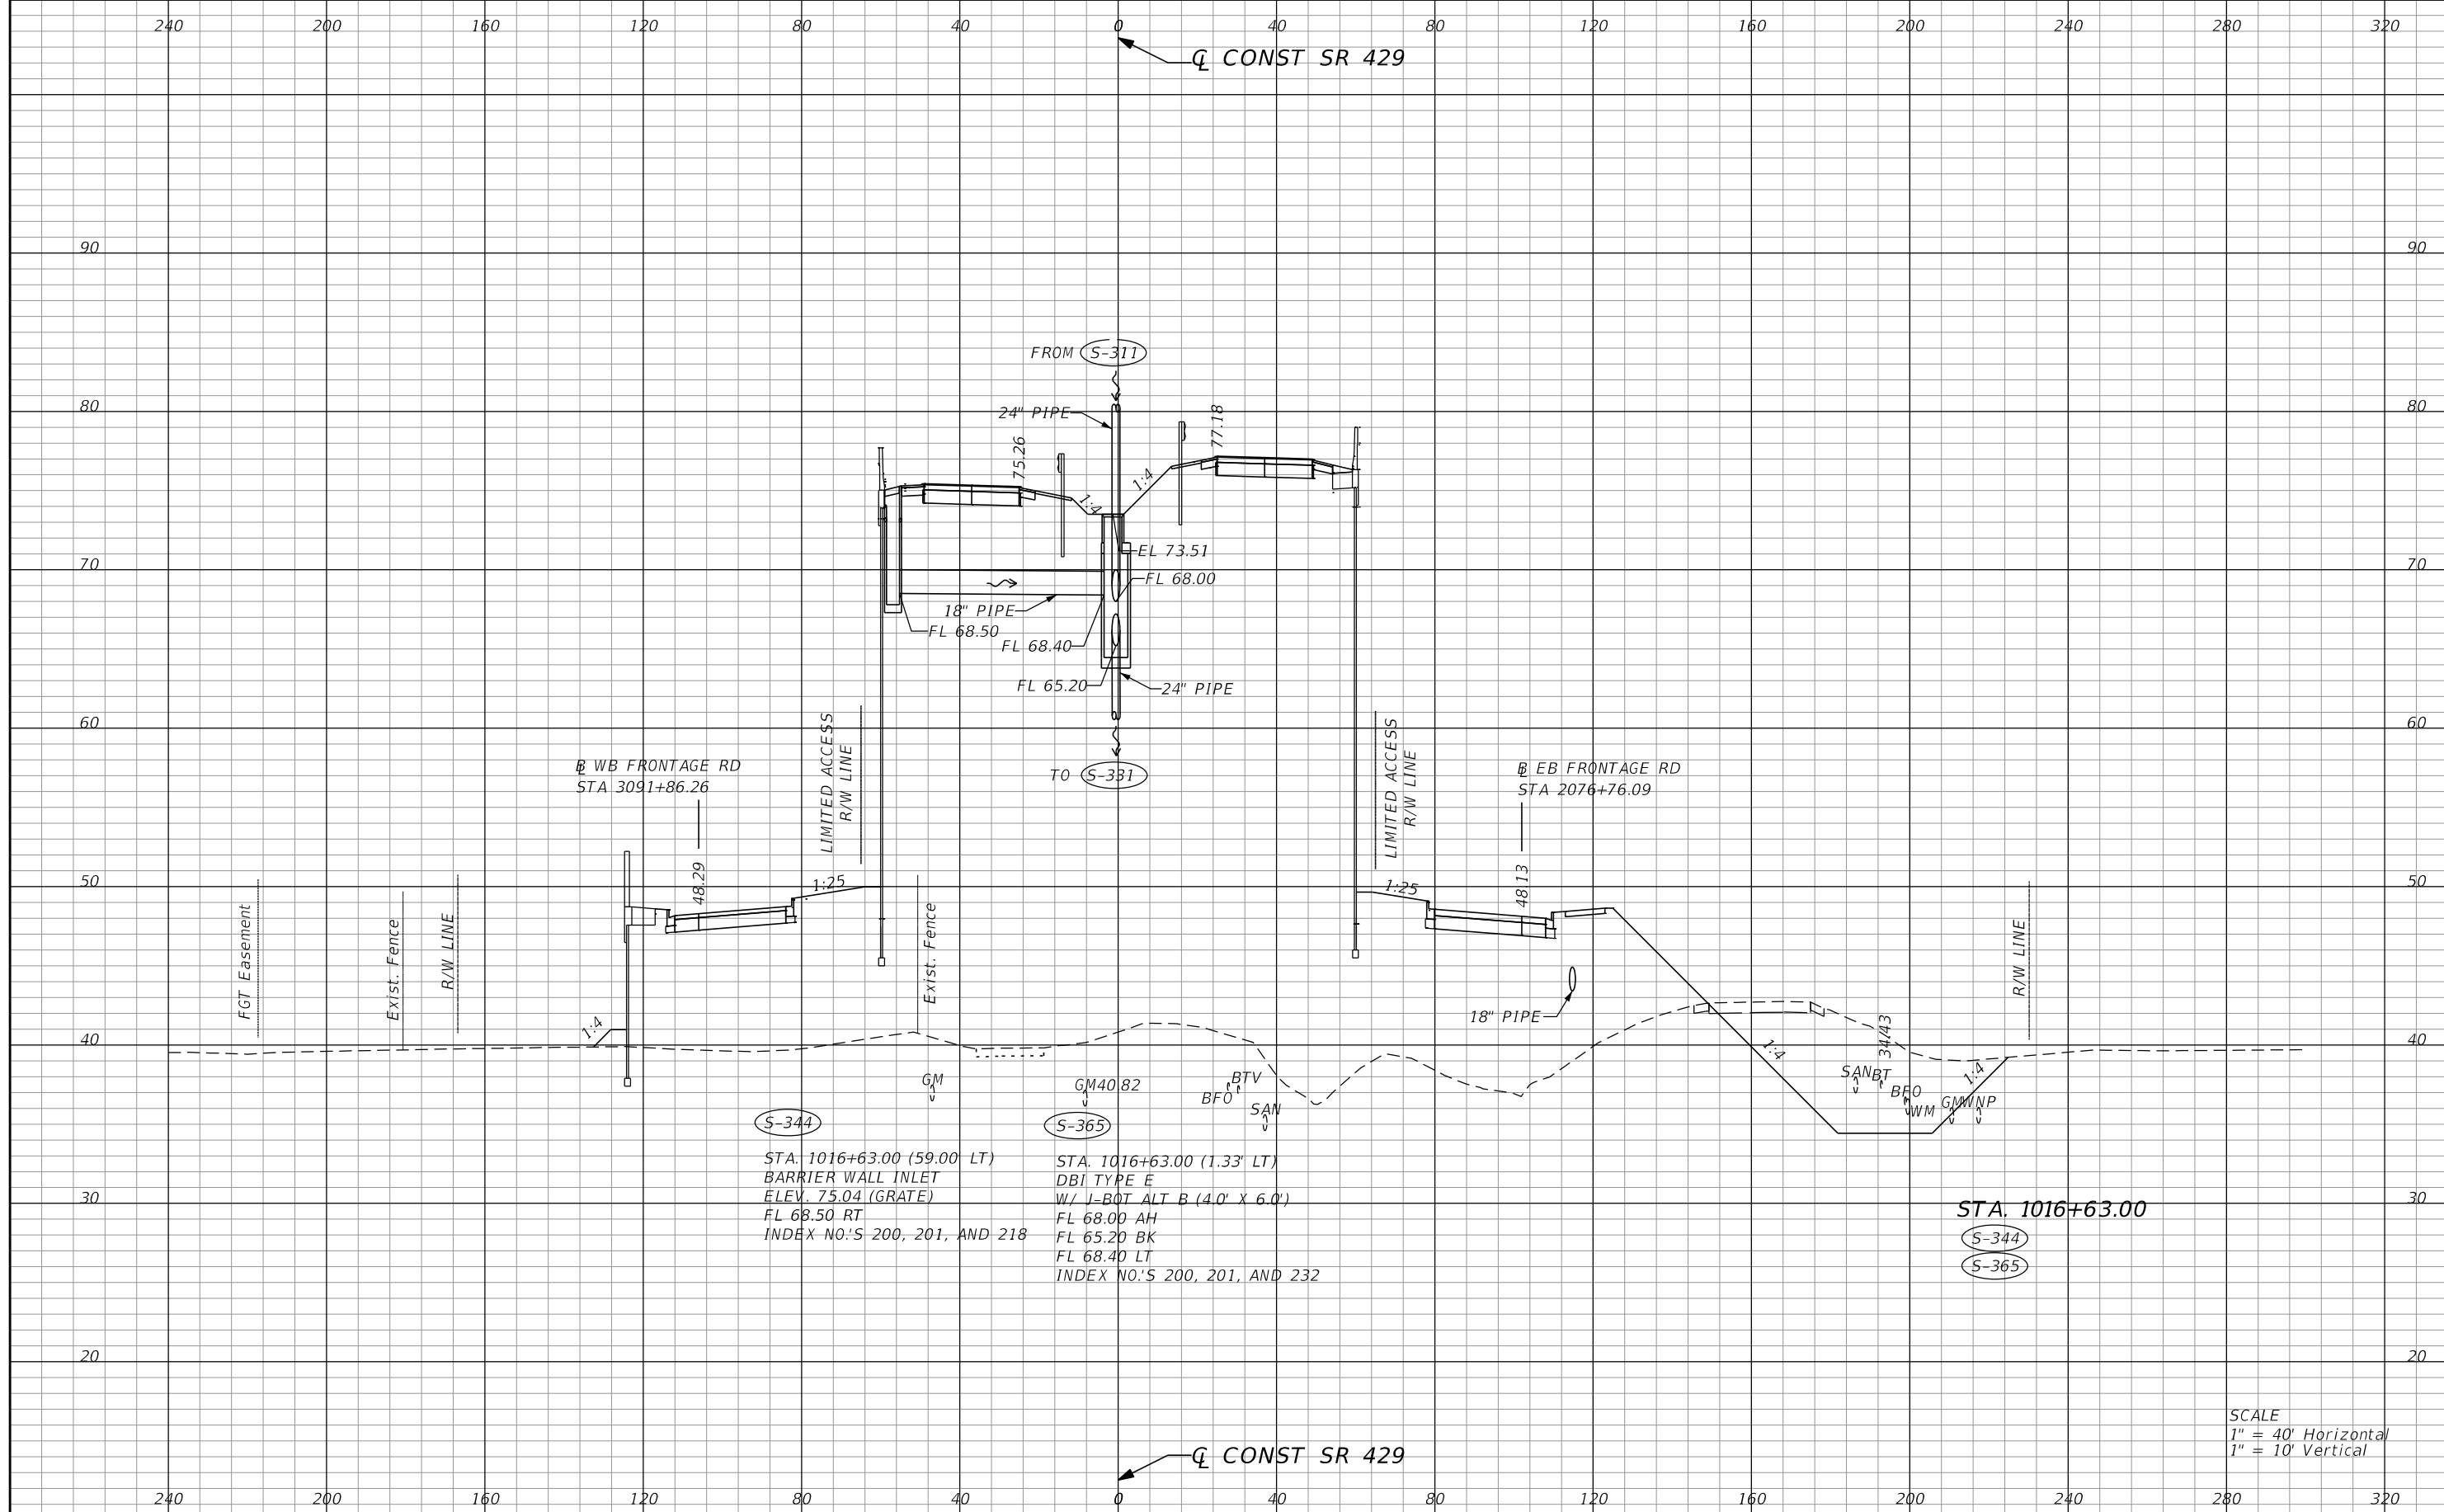 240 200 160 120 80 40 0 40 80 120 160 200 240 280 320
℄ CONST SR 429
90 90
FROM S-311
80 80
24" PIPE
75.26
77.18
1:4
1:4
EL 73.51
70 70
FL 68.00
18" PIPE
FL 68.50
FL 68.40
FL 65.20
24" PIPE
60 60
TO S-331
LIMITED ACCESS
R/W LINE
LIMITED ACCESS
R/W LINE
WB FRONTAGE RD
STA 3091+86.26
EB FRONTAGE RD
STA 2076+76.09
48.29
48.13
50 50
1:25
1:25
FGT Easement
Exist. Fence
R/W LINE
Exist. Fence
R/W LINE
18" PIPE
40 40
1:4
1:4
1:4
34.43
GM
GM
40.82
BFO
BTV
SAN
SAN
BT
BFO
WM
GM
WNP
S-344
STA. 1016+63.00 (59.00' LT)
BARRIER WALL INLET
ELEV. 75.04 (GRATE)
FL 68.50 RT
INDEX NO.'S 200, 201, AND 218
S-365
STA. 1016+63.00 (1.33' LT)
DBI TYPE E
W/ J-BOT ALT B (4.0' X 6.0')
FL 68.00 AH
FL 65.20 BK
FL 68.40 LT
INDEX NO.'S 200, 201, AND 232
30 30
STA. 1016+63.00
S-344
S-365
20 20
SCALE
1" = 40' Horizontal
1" = 10' Vertical
℄ CONST SR 429
240 200 160 120 80 40 0 40 80 120 160 200 240 280 320